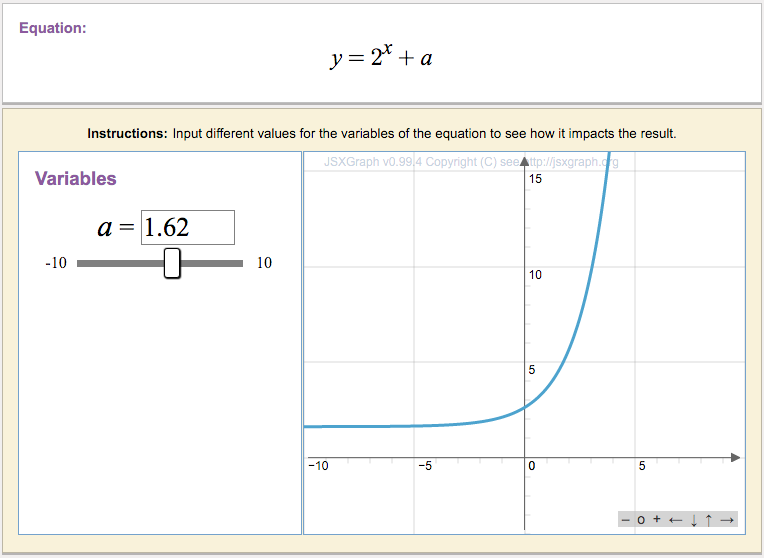 Equation:
y = 2ˣ + a
Instructions: Input different values for the variables of the equation to see how it impacts the result.
Variables
a = 1.62
-10 10
JSXGraph v0.99.4 Copyright (C) see http://jsxgraph.org
15
10
5
−10 −5 0 5
− o + ← ↓ ↑ →